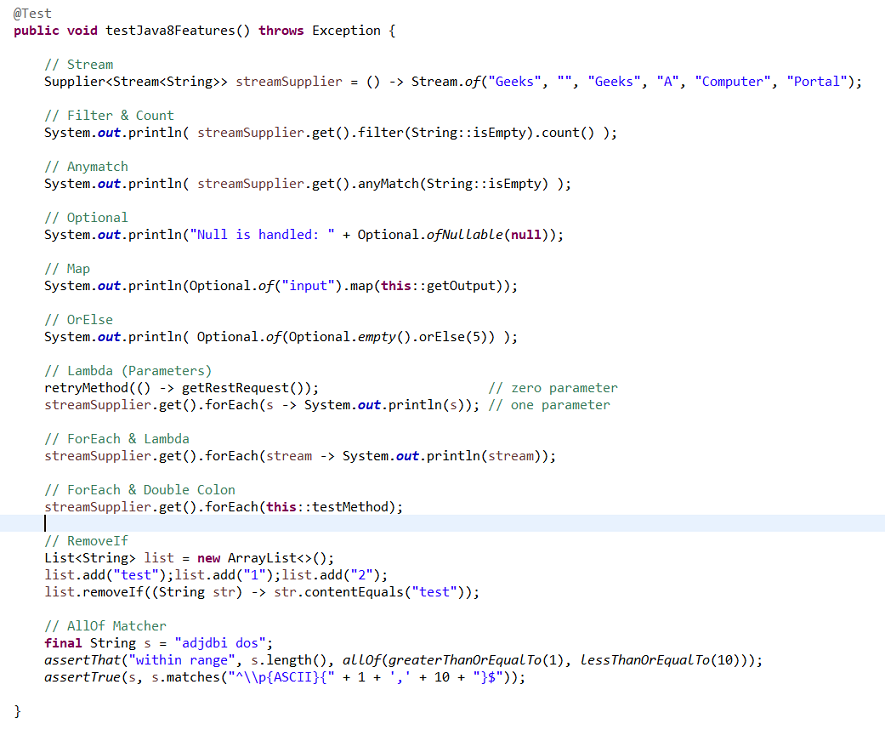 @Test
public void testJava8Features() throws Exception {
// Stream
Supplier<Stream<String>> streamSupplier = () -> Stream.of("Geeks", "", "Geeks", "A", "Computer", "Portal");
// Filter & Count
System.out.println( streamSupplier.get().filter(String::isEmpty).count() );
// Anymatch
System.out.println( streamSupplier.get().anyMatch(String::isEmpty) );
// Optional
System.out.println("Null is handled: " + Optional.ofNullable(null));
// Map
System.out.println(Optional.of("input").map(this::getOutput));
// OrElse
System.out.println( Optional.of(Optional.empty().orElse(5)) );
// Lambda (Parameters)
retryMethod(() -> getRestRequest()); // zero parameter
streamSupplier.get().forEach(s -> System.out.println(s)); // one parameter
// ForEach & Lambda
streamSupplier.get().forEach(stream -> System.out.println(stream));
// ForEach & Double Colon
streamSupplier.get().forEach(this::testMethod);
// RemoveIf
List<String> list = new ArrayList<>();
list.add("test");list.add("1");list.add("2");
list.removeIf((String str) -> str.contentEquals("test"));
// AllOf Matcher
final String s = "adjdbi dos";
assertThat("within range", s.length(), allOf(greaterThanOrEqualTo(1), lessThanOrEqualTo(10)));
assertTrue(s, s.matches("^\\p{ASCII}{" + 1 + ',' + 10 + "}$"));
}